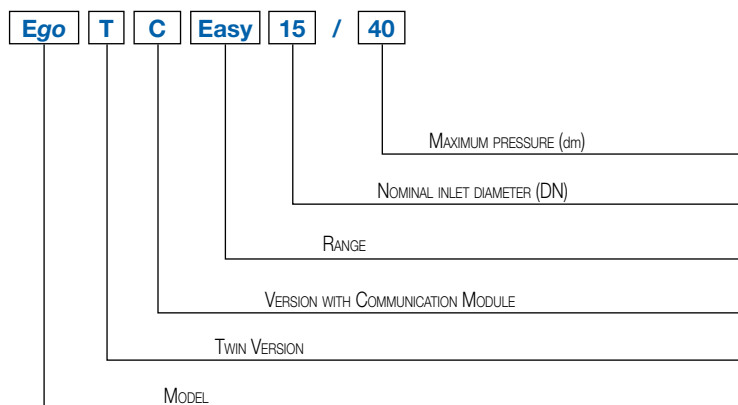 Ego T C Easy 15 / 40
MAXIMUM PRESSURE (dm)
NOMINAL INLET DIAMETER (DN)
RANGE
VERSION WITH COMMUNICATION MODULE
TWIN VERSION
MODEL